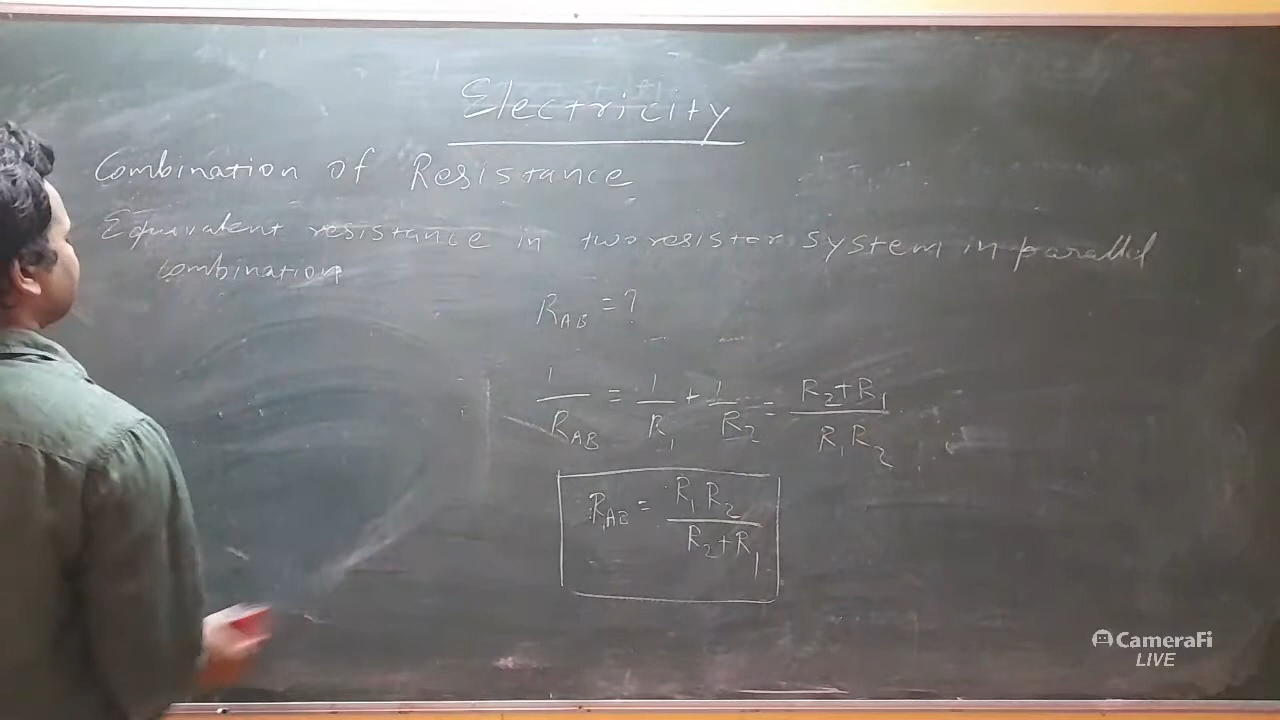 Electricity
Combination of Resistance
Equivalent resistance in two resistor system in parallel
combination
R_AB = ?
1/R_AB = 1/R_1 + 1/R_2 = (R_2+R_1)/(R_1R_2)
R_AB = (R_1R_2)/(R_2+R_1)
CameraFi
LIVE